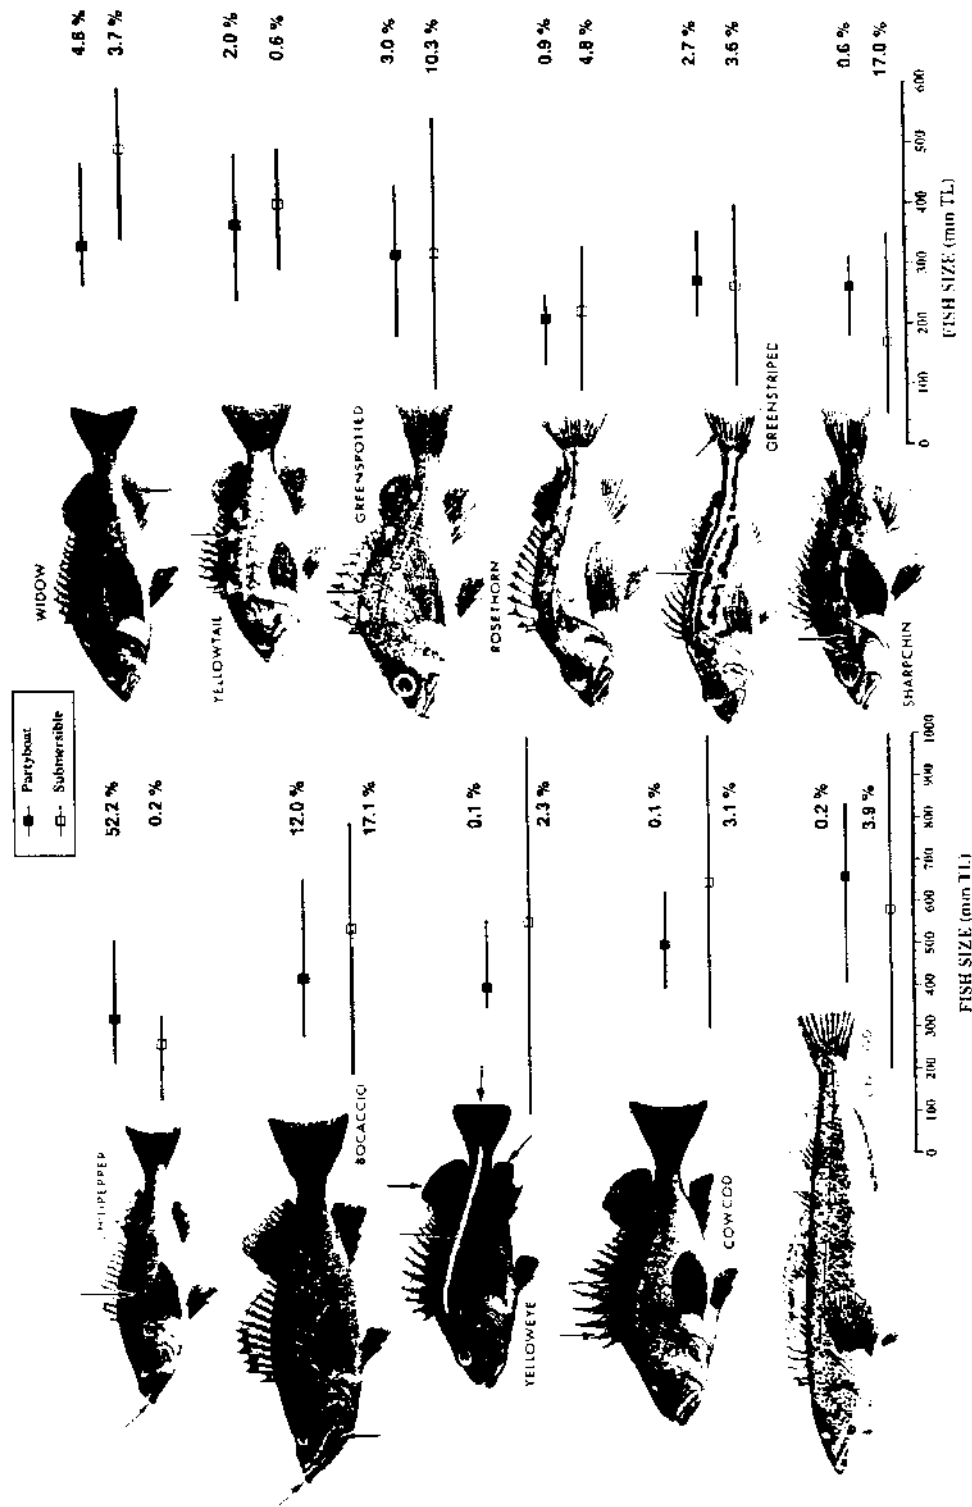 Partyboat
Submersible
52.2 %
0.2 %
BOCACCIO
12.0 %
17.1 %
YELLOWEYE
0.1 %
2.3 %
COWCOD
0.1 %
3.1 %
0.2 %
3.9 %
0 100 200 300 400 500 600 700 800 900 1000
FISH SIZE (mm TL)
WIDOW
4.8 %
3.7 %
YELLOWTAIL
2.0 %
0.6 %
GREENSPOTTED
3.0 %
10.3 %
ROSETHORN
0.9 %
4.8 %
GREENSTRIPED
2.7 %
3.6 %
SHARPCHIN
0.6 %
17.0 %
0 100 200 300 400 500 600
FISH SIZE (mm TL)